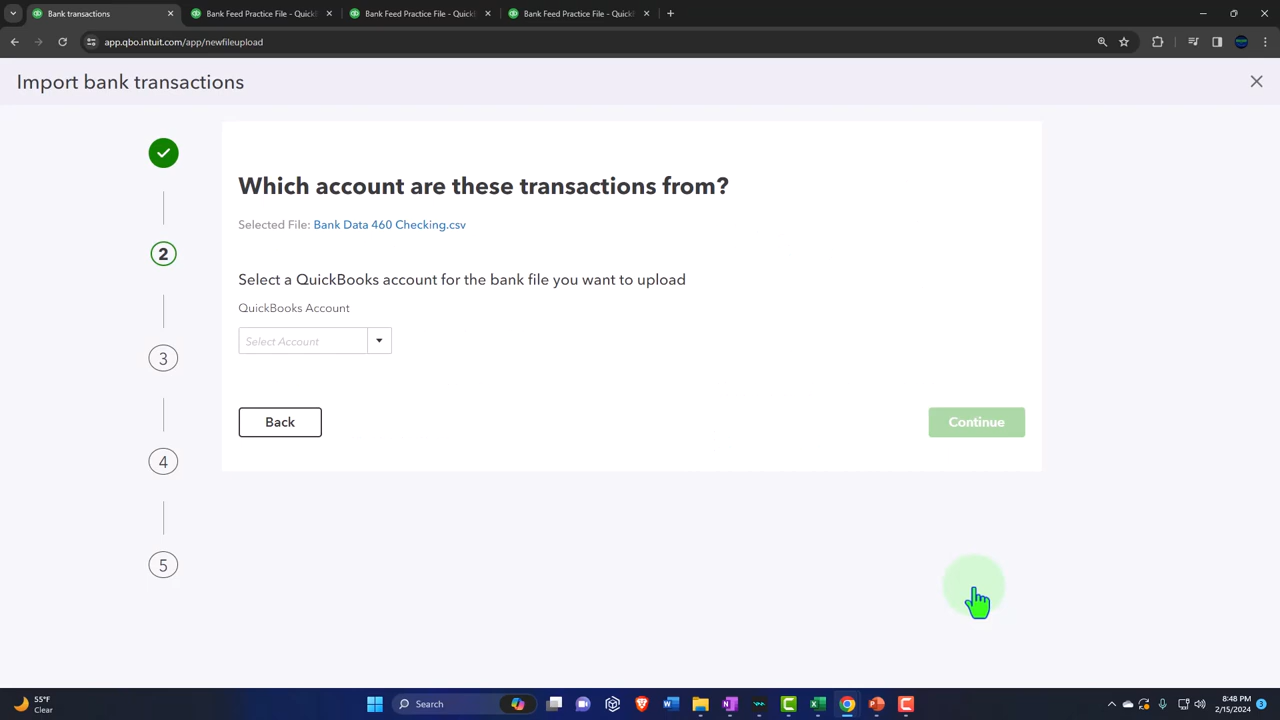 Bank transactions
Bank Feed Practice File - QuickB
Bank Feed Practice File - Quick
Bank Feed Practice File - Quick
app.qbo.intuit.com/app/newfileupload
Import bank transactions
Which account are these transactions from?
Selected File: Bank Data 460 Checking.csv
2
Select a QuickBooks account for the bank file you want to upload
QuickBooks Account
Select Account
3
Back
Continue
4
5
55°F
Clear
Search
8:48 PM
2/15/2024
3